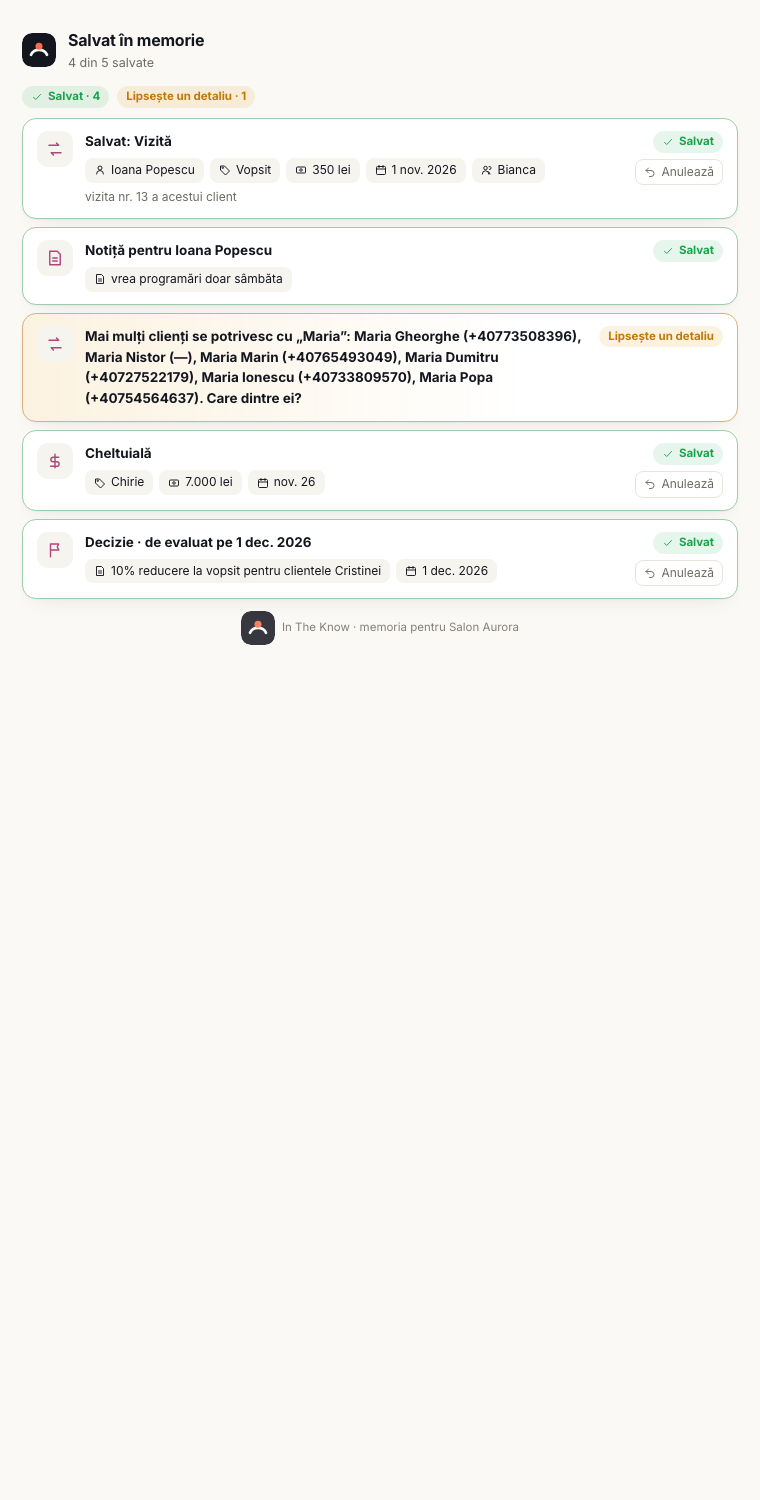 Salvat în memorie
4 din 5 salvate
Salvat · 4
Lipsește un detaliu · 1
Salvat: Vizită
Salvat
Ioana Popescu
Vopsit
350 lei
1 nov. 2026
Bianca
Anulează
vizita nr. 13 a acestui client
Notiță pentru Ioana Popescu
Salvat
vrea programări doar sâmbăta
Mai mulți clienți se potrivesc cu „Maria”: Maria Gheorghe (+40773508396),
Maria Nistor (—), Maria Marin (+40765493049), Maria Dumitru
(+40727522179), Maria Ionescu (+40733809570), Maria Popa
(+40754564637). Care dintre ei?
Lipsește un detaliu
Cheltuială
Salvat
Chirie
7.000 lei
nov. 26
Anulează
Decizie · de evaluat pe 1 dec. 2026
Salvat
10% reducere la vopsit pentru clientele Cristinei
1 dec. 2026
Anulează
In The Know · memoria pentru Salon Aurora